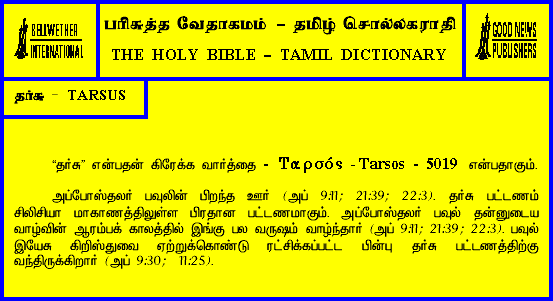 BELLWETHER
INTERNATIONAL
பரிசுத்த வேதாகமம் – தமிழ் சொல்லகராதி
THE HOLY BIBLE – TAMIL DICTIONARY
GOOD NEWS
PUBLISHERS
தர்சு – TARSUS
“தர்சு” என்பதன் கிரேக்க வார்த்தை - Ταρσός - Tarsos - 5019 என்பதாகும்.
அப்போஸ்தலர் பவுலின் பிறந்த ஊர் (அப் 9:11; 21:39; 22:3). தர்சு பட்டணம்
சிலிசியா மாகாணத்திலுள்ள பிரதான பட்டணமாகும். அப்போஸ்தலர் பவுல் தன்னுடைய
வாழ்வின் ஆரம்பக் காலத்தில் இங்கு பல வருஷம் வாழ்ந்தார் (அப் 9:11; 21:39; 22:3). பவுல்
இயேசு கிறிஸ்துவை ஏற்றுக்கொண்டு ரட்சிக்கப்பட்ட பின்பு தர்சு பட்டணத்திற்கு
வந்திருக்கிறார் (அப் 9:30; 11:25).